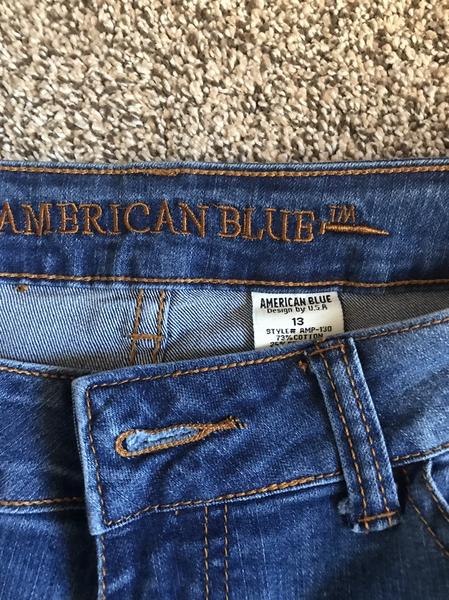 AMERICAN BLUE™
AMERICAN BLUE
Design by U.S.A
13
STYLE# AMP-130
73% COTTON